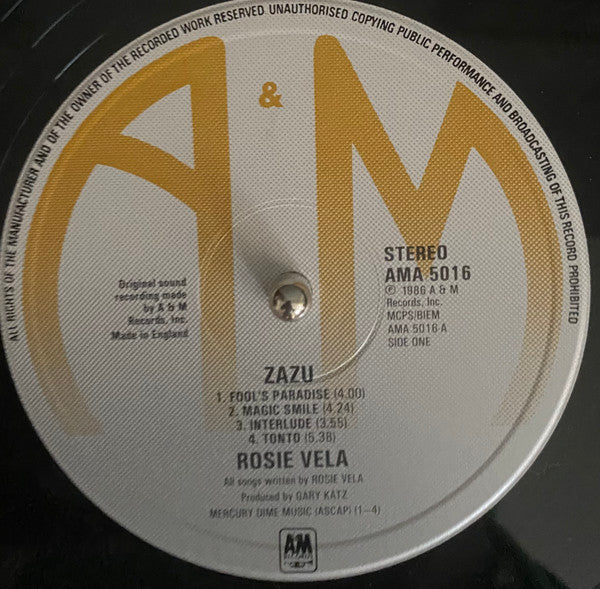 ALL RIGHTS OF THE MANUFACTURER AND OF THE OWNER OF THE RECORDED WORK RESERVED. UNAUTHORISED COPYING PUBLIC PERFORMANCE AND BROADCASTING OF THIS RECORD PROHIBITED
A & M
Original sound
recording made
by A & M
Records, Inc.
Made in England
STEREO
AMA 5016
℗ 1986 A & M
Records, Inc.
MCPS/BIEM
AMA 5016 A
SIDE ONE
ZAZU
1. FOOL'S PARADISE (4.00)
2. MAGIC SMILE (4.24)
3. INTERLUDE (3.55)
4. TONTO (5.38)
ROSIE VELA
All songs written by ROSIE VELA
Produced by GARY KATZ
MERCURY DIME MUSIC (ASCAP) (1–4)
AM